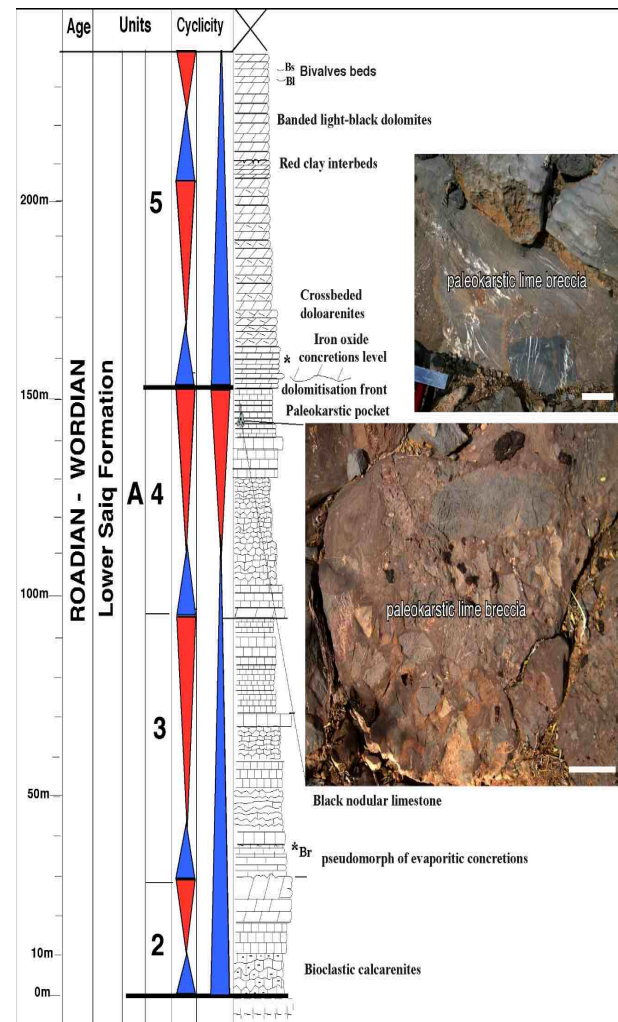 Age Units Cyclicity
Bs
Bl
Bivalves beds
Banded light-black dolomites
Red clay interbeds
200m
5
paleokarstic lime breccia
Crossbeded
doloarenites
Iron oxide
concretions level
*
dolomitisation front
150m
Paleokarstic pocket
ROADIAN - WORDIAN
Lower Saiq Formation
A 4
100m
paleokarstic lime breccia
3
50m
Black nodular limestone
*Br
pseudomorph of evaporitic concretions
2
10m
Bioclastic calcarenites
0m